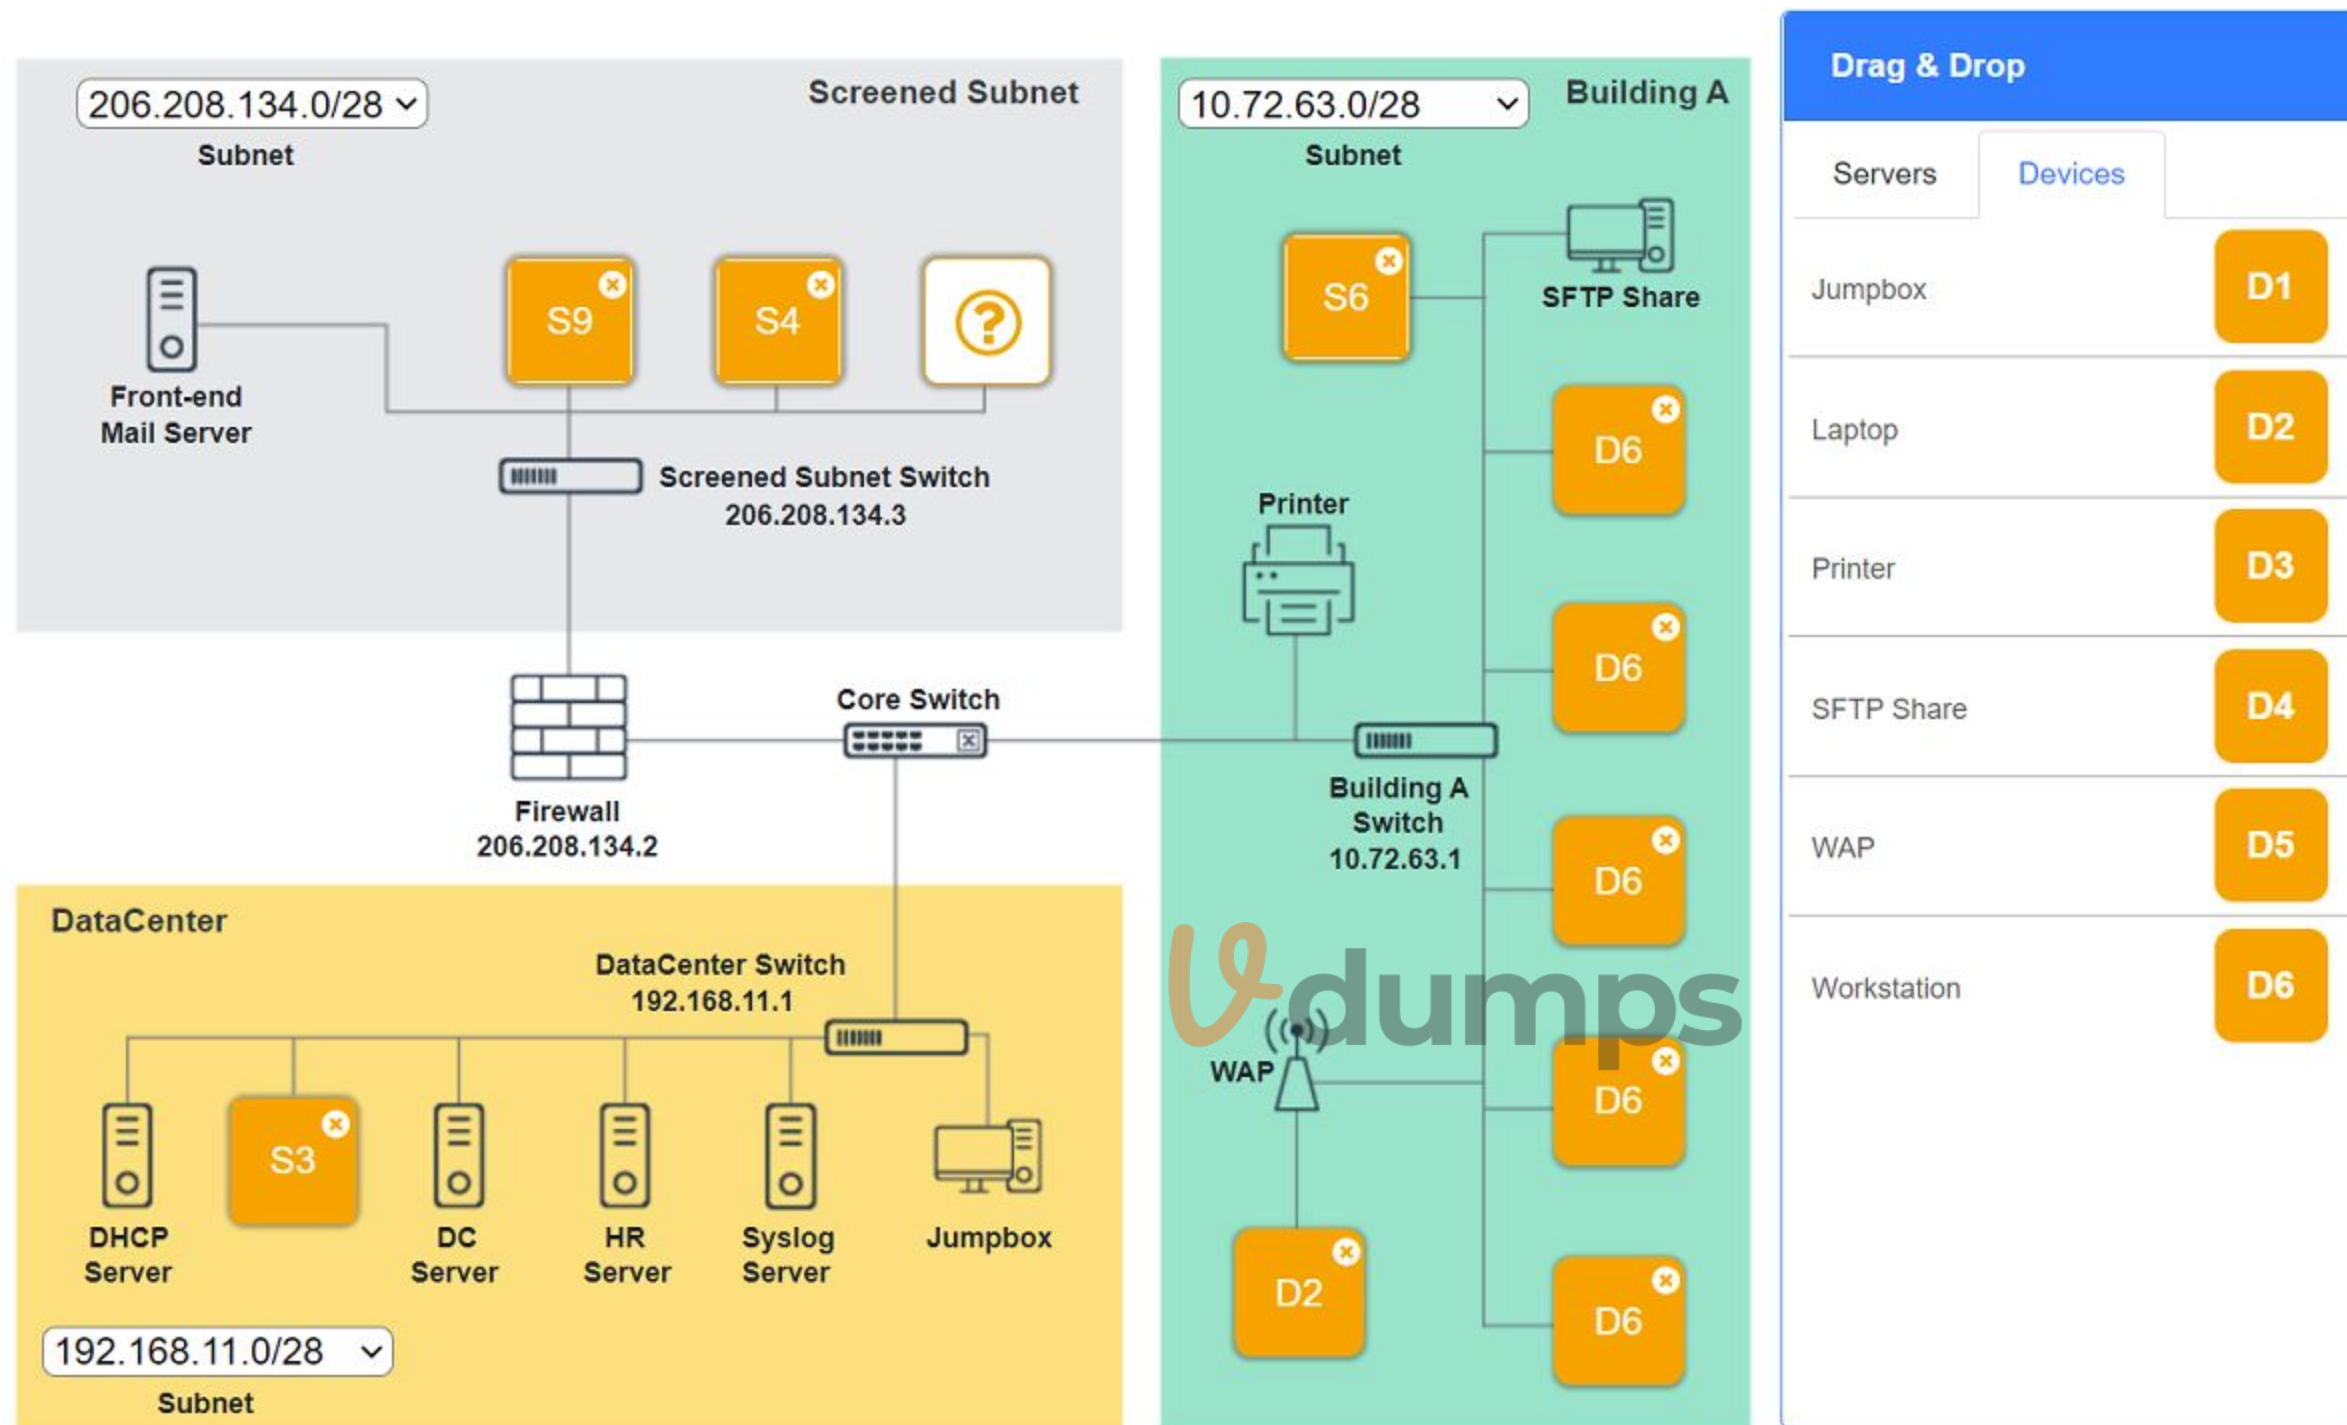 206.208.134.0/28
Subnet
Screened Subnet
S9
S4
?
Front-end
Mail Server
Screened Subnet Switch
206.208.134.3
Firewall
206.208.134.2
Core Switch
DataCenter
DataCenter Switch
192.168.11.1
S3
DHCP
Server
DC
Server
HR
Server
Syslog
Server
Jumpbox
192.168.11.0/28
Subnet
10.72.63.0/28
Subnet
Building A
S6
SFTP Share
D6
Printer
D6
Building A
Switch
10.72.63.1
D6
Vdumps
WAP
D6
D2
D6
Drag & Drop
Servers
Devices
Jumpbox
D1
Laptop
D2
Printer
D3
SFTP Share
D4
WAP
D5
Workstation
D6